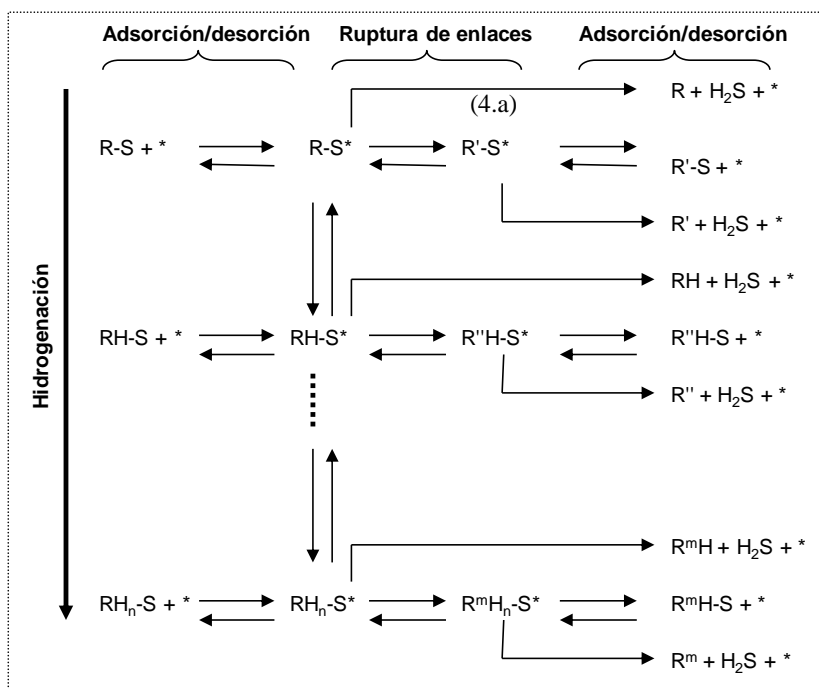 Adsorción/desorción Ruptura de enlaces Adsorción/desorción
R + H₂S + *
(4.a)
R-S + * R-S* R'-S*
R'-S + *
R' + H₂S + *
Hidrogenación
RH + H₂S + *
RH-S + * RH-S* R''H-S* R''H-S + *
R'' + H₂S + *
RᵐH + H₂S + *
RHₙ-S + * RHₙ-S* RᵐHₙ-S* RᵐH-S + *
Rᵐ + H₂S + *